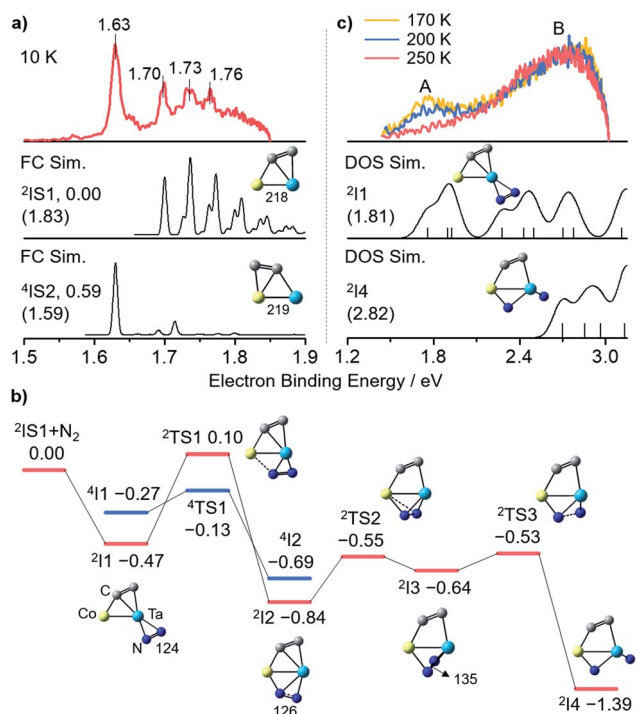 a)
10 K
1.63
1.70
1.73
1.76
FC Sim.
²IS1, 0.00
(1.83)
218
FC Sim.
⁴IS2, 0.59
(1.59)
219
1.5 1.6 1.7 1.8 1.9
c)
170 K
200 K
250 K
A
B
DOS Sim.
²I1
(1.81)
DOS Sim.
²I4
(2.82)
1.2 1.8 2.4 3.0
Electron Binding Energy / eV
b)
²IS1+N₂
0.00
⁴I1 −0.27
²I1 −0.47
C
Co
Ta
N
124
²TS1 0.10
⁴TS1
−0.13
⁴I2
−0.69
²I2 −0.84
126
²TS2
−0.55
²I3 −0.64
135
²TS3
−0.53
²I4 −1.39